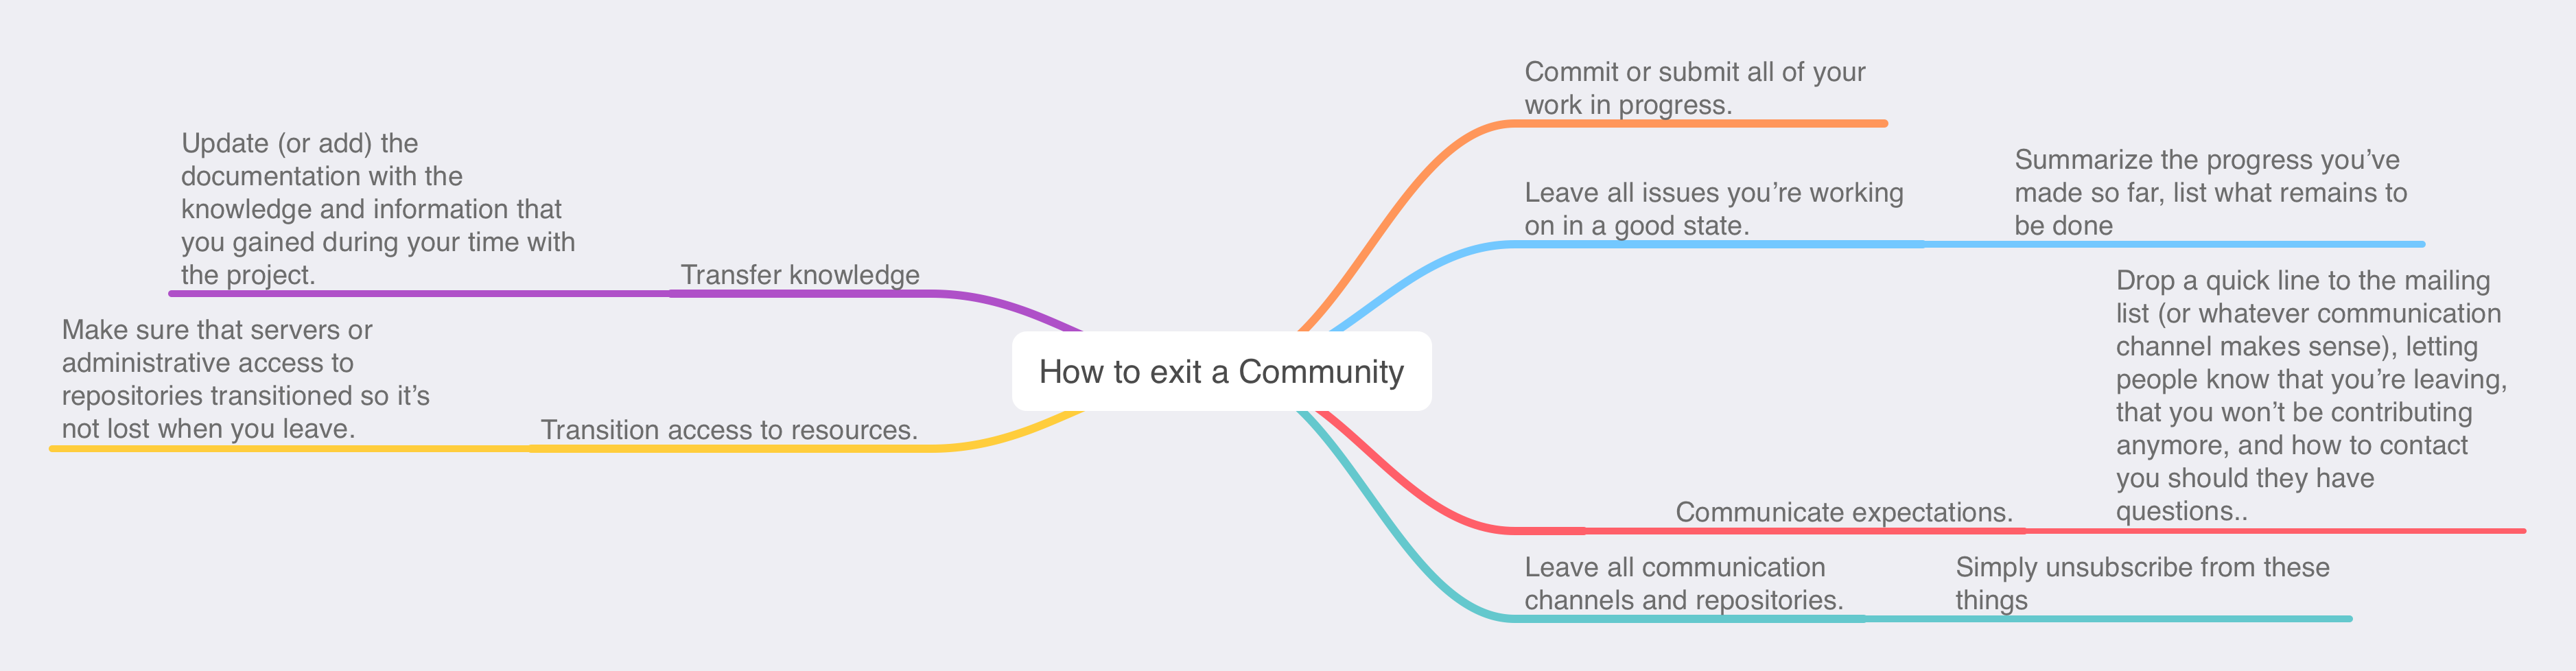 How to exit a Community
Commit or submit all of your
work in progress.
Leave all issues you’re working
on in a good state.
Summarize the progress you’ve
made so far, list what remains to
be done
Communicate expectations.
Drop a quick line to the mailing
list (or whatever communication
channel makes sense), letting
people know that you’re leaving,
that you won’t be contributing
anymore, and how to contact
you should they have
questions..
Leave all communication
channels and repositories.
Simply unsubscribe from these
things
Transfer knowledge
Update (or add) the
documentation with the
knowledge and information that
you gained during your time with
the project.
Transition access to resources.
Make sure that servers or
administrative access to
repositories transitioned so it’s
not lost when you leave.